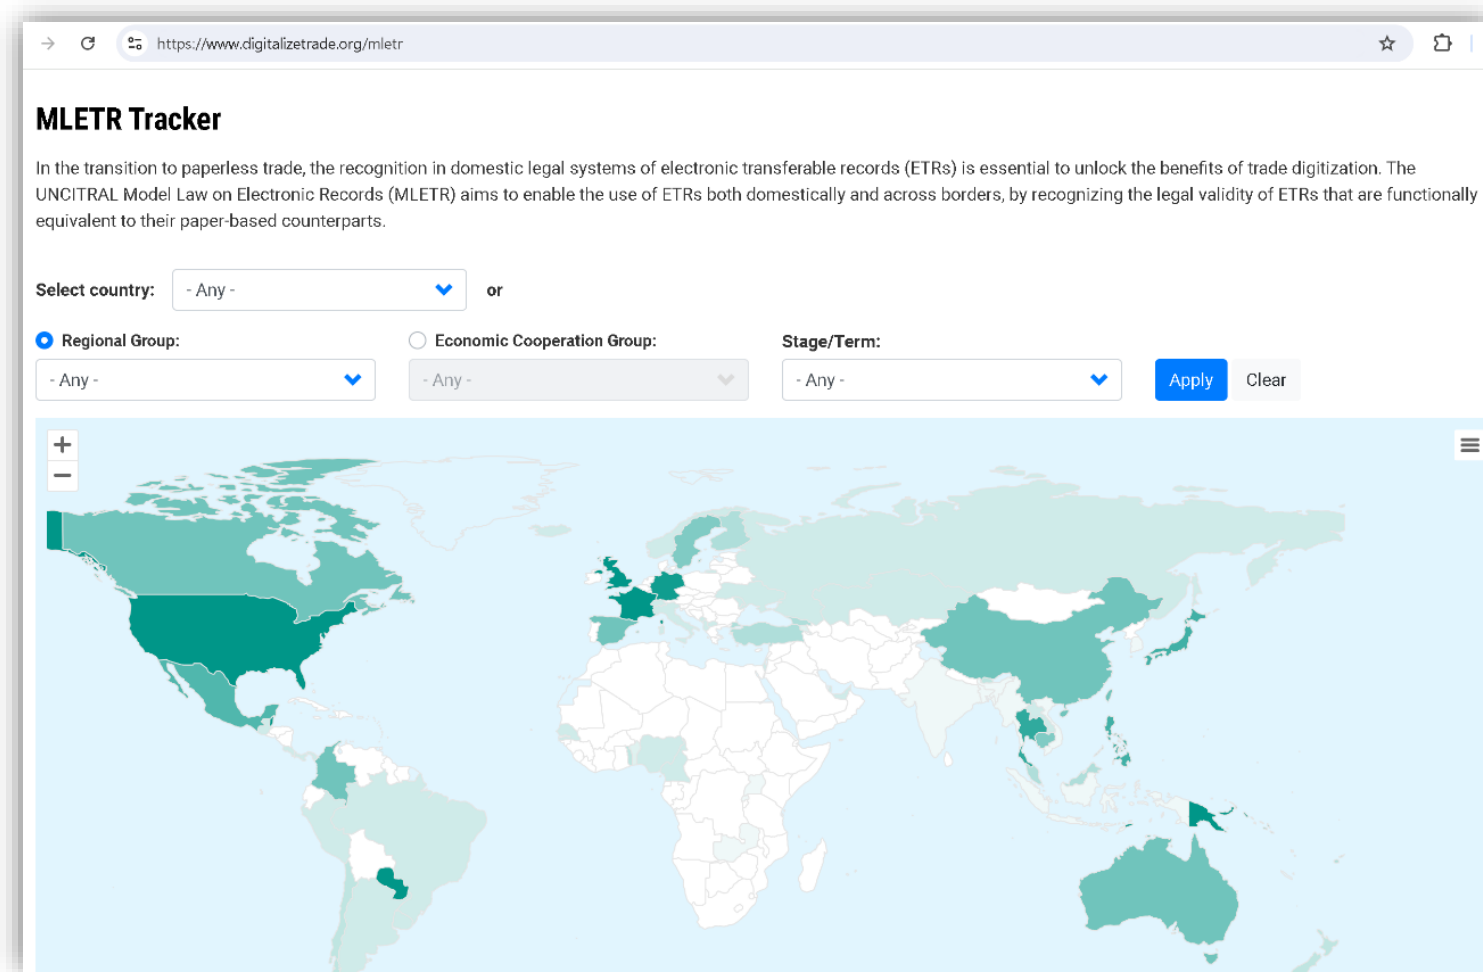 https://www.digitalizetrade.org/mletr
MLETR Tracker
In the transition to paperless trade, the recognition in domestic legal systems of electronic transferable records (ETRs) is essential to unlock the benefits of trade digitization. The
UNCITRAL Model Law on Electronic Records (MLETR) aims to enable the use of ETRs both domestically and across borders, by recognizing the legal validity of ETRs that are functionally
equivalent to their paper-based counterparts.
Select country: - Any - or
Regional Group: Economic Cooperation Group: Stage/Term:
- Any - - Any - - Any - Apply Clear